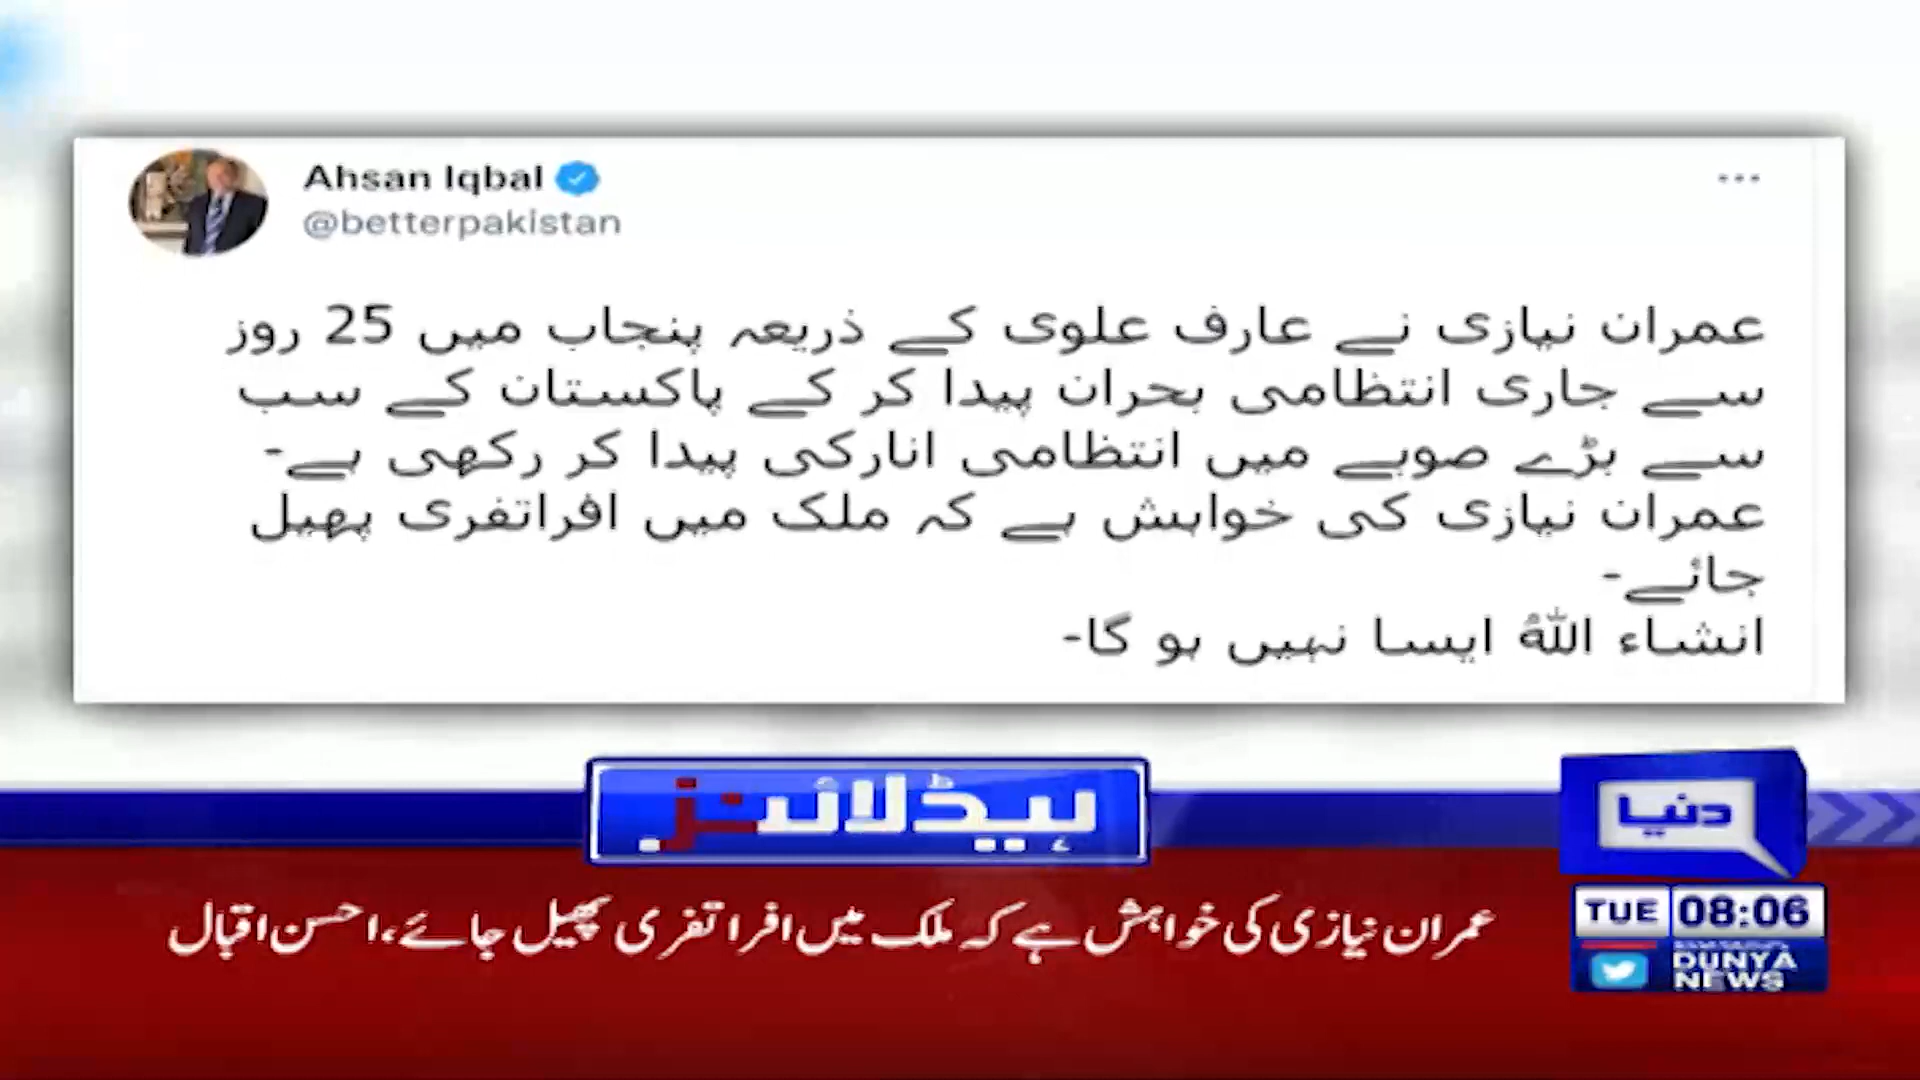 Ahsan Iqbal
@betterpakistan
عمران نیازی نے عارف علوی کے ذریعہ پنجاب میں 25 روز
سے جاری انتظامی بحران پیدا کر کے پاکستان کے سب
سے بڑے صوبے میں انتظامی انارکی پیدا کر رکھی ہے-
عمران نیازی کی خواہش ہے کہ ملک میں افراتفری پھیل
جائے-
انشاء اللہ ایسا نہیں ہو گا-
ہیڈلائنز
دنیا
عمران نیازی کی خواہش ہے کہ ملک میں افراتفری پھیل جائے،احسن اقبال
TUE 08:06
DUNYA
NEWS